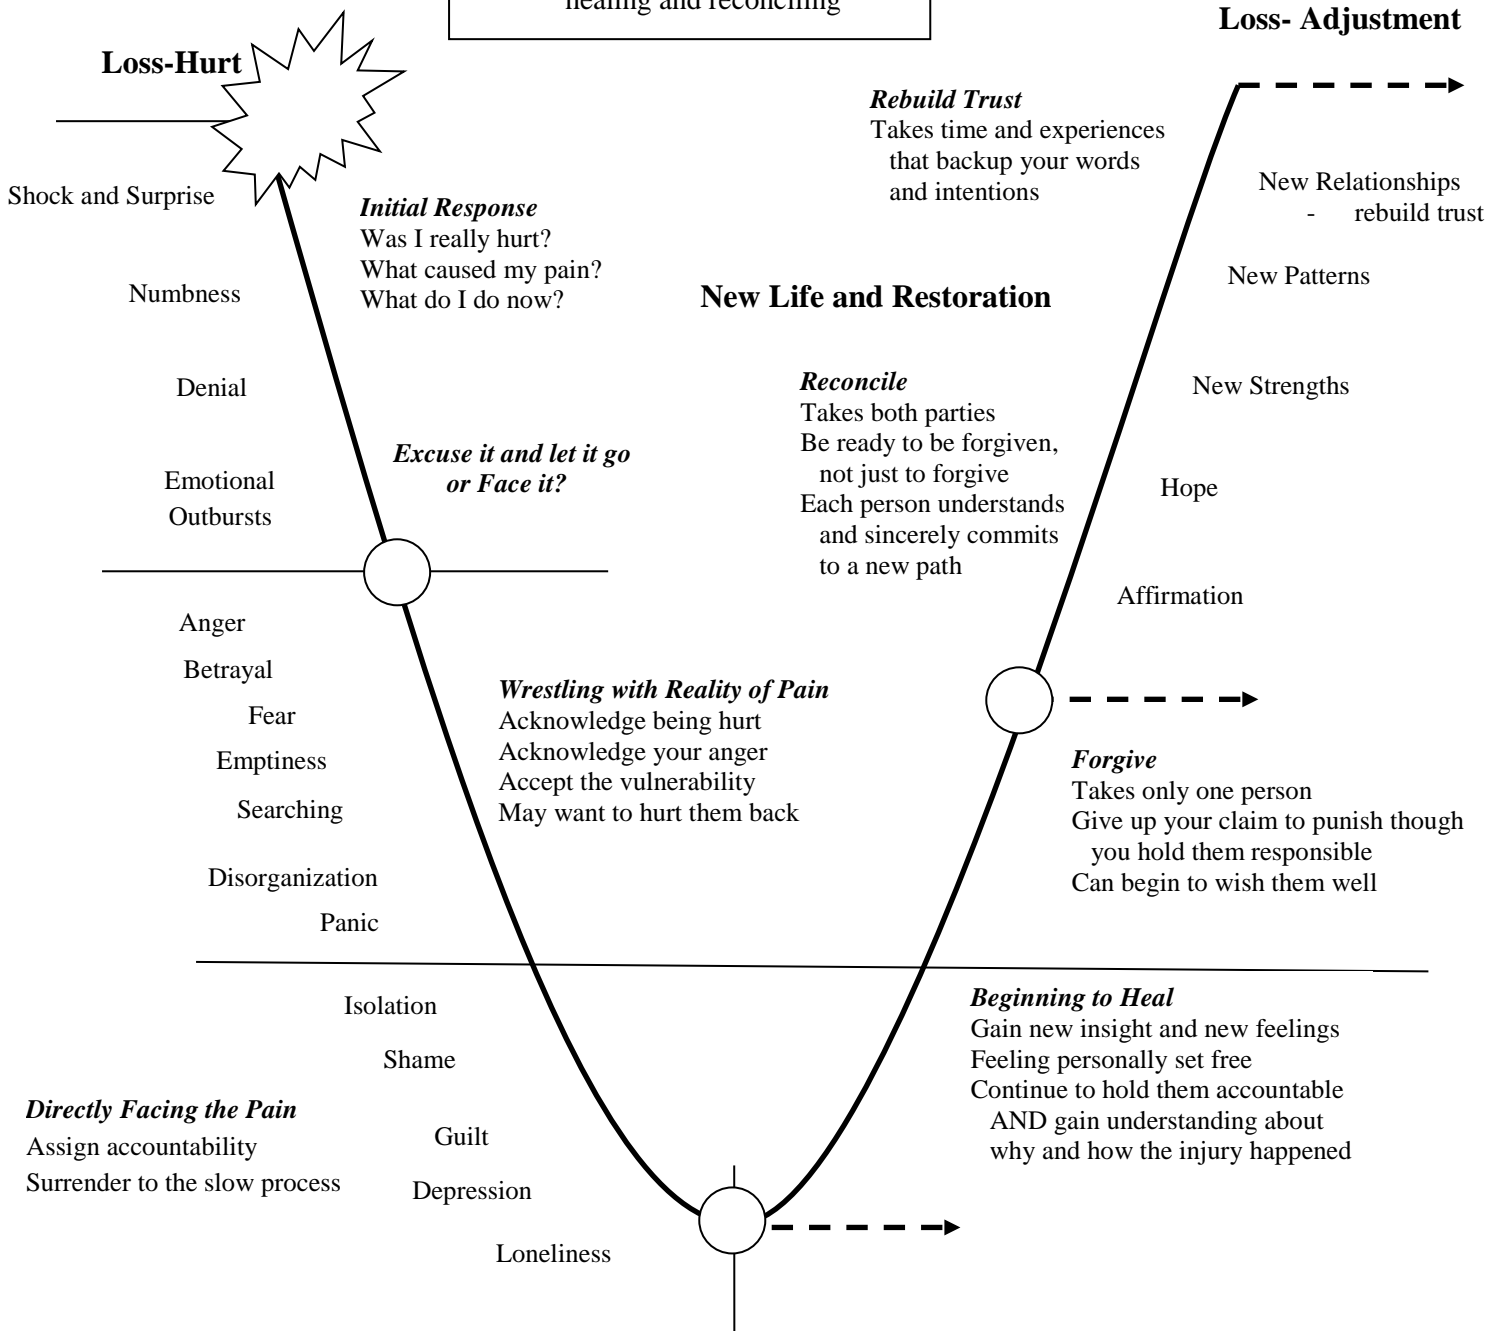 healing and reconciling
Loss- Adjustment
Loss-Hurt
Rebuild Trust
Takes time and experiences
that backup your words
and intentions
Shock and Surprise
Initial Response
Was I really hurt?
What caused my pain?
What do I do now?
New Relationships
- rebuild trust
Numbness
New Patterns
New Life and Restoration
Denial
Reconcile
Takes both parties
Be ready to be forgiven,
not just to forgive
Each person understands
and sincerely commits
to a new path
New Strengths
Excuse it and let it go
or Face it?
Emotional
Outbursts
Hope
Affirmation
Anger
Betrayal
Fear
Emptiness
Searching
Disorganization
Panic
Wrestling with Reality of Pain
Acknowledge being hurt
Acknowledge your anger
Accept the vulnerability
May want to hurt them back
Forgive
Takes only one person
Give up your claim to punish though
you hold them responsible
Can begin to wish them well
Isolation
Shame
Beginning to Heal
Gain new insight and new feelings
Feeling personally set free
Continue to hold them accountable
AND gain understanding about
why and how the injury happened
Directly Facing the Pain
Assign accountability
Surrender to the slow process
Guilt
Depression
Loneliness